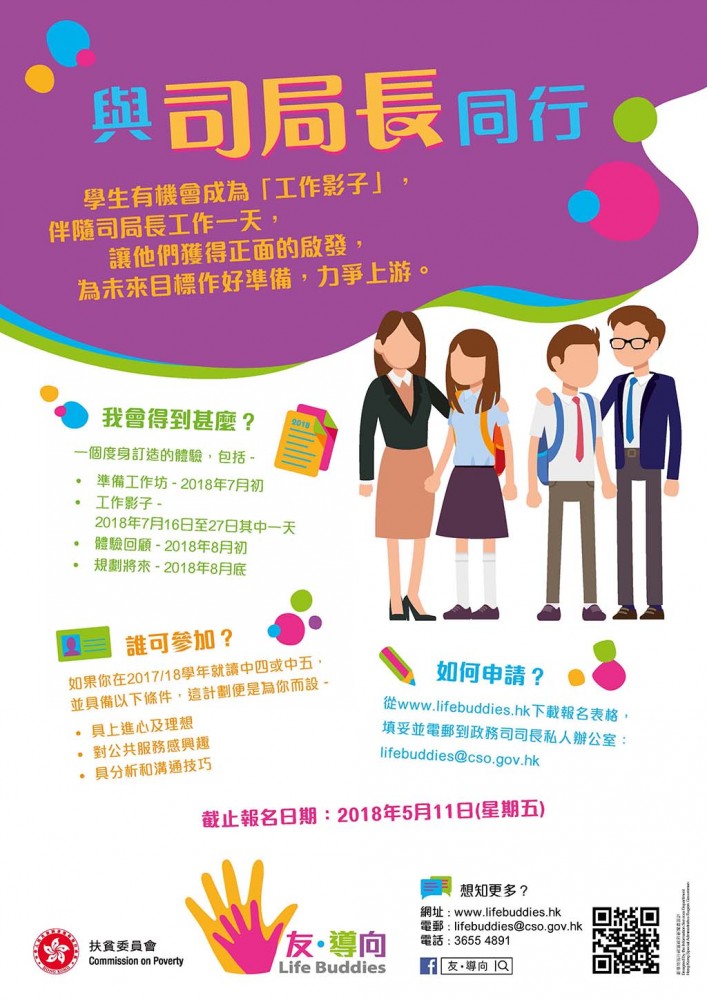 與司局長同行
學生有機會成為「工作影子」，
伴隨司局長工作一天，
讓他們獲得正面的啟發，
為未來目標作好準備，力爭上游。
我會得到甚麼？
2018
一個度身訂造的體驗，包括 -
• 準備工作坊 - 2018年7月初
• 工作影子 -
2018年7月16日至27日其中一天
• 體驗回顧 - 2018年8月初
• 規劃將來 - 2018年8月底
誰可參加？
如果你在2017/18學年就讀中四或中五，
並具備以下條件，這計劃便是為你而設 -
• 具上進心及理想
• 對公共服務感興趣
• 具分析和溝通技巧
如何申請？
從www.lifebuddies.hk下載報名表格，
填妥並電郵到政務司司長私人辦公室：
lifebuddies@cso.gov.hk
截止報名日期：2018年5月11日(星期五)
扶貧委員會
Commission on Poverty
友·導向
Life Buddies
想知更多？
網址：www.lifebuddies.hk
電郵：lifebuddies@cso.gov.hk
電話：3655 4891
友·導向